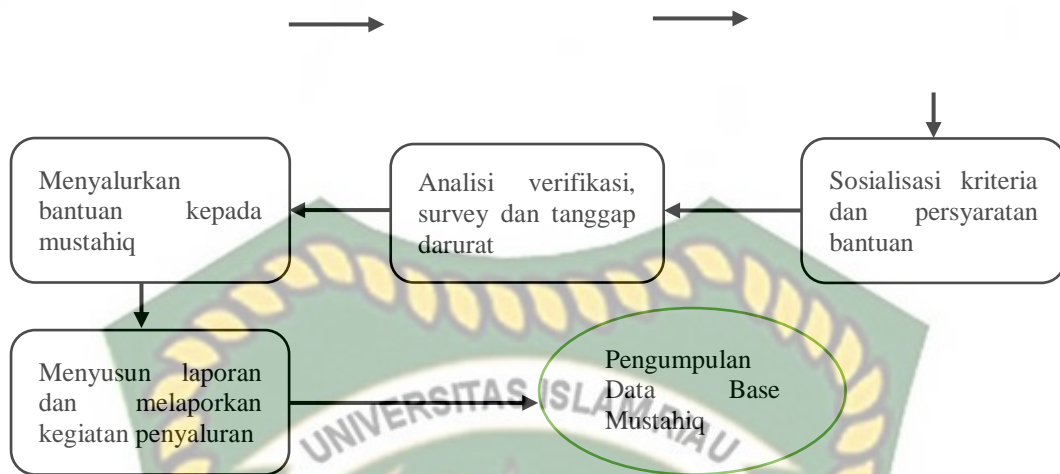 Sosialisasi kriteria
dan persyaratan
bantuan
Analisi verifikasi,
survey dan tanggap
darurat
Menyalurkan
bantuan kepada
mustahiq
Menyusun laporan
dan melaporkan
kegiatan penyaluran
Pengumpulan
Data Base
Mustahiq
UNIVERSITAS ISLAM RIAU